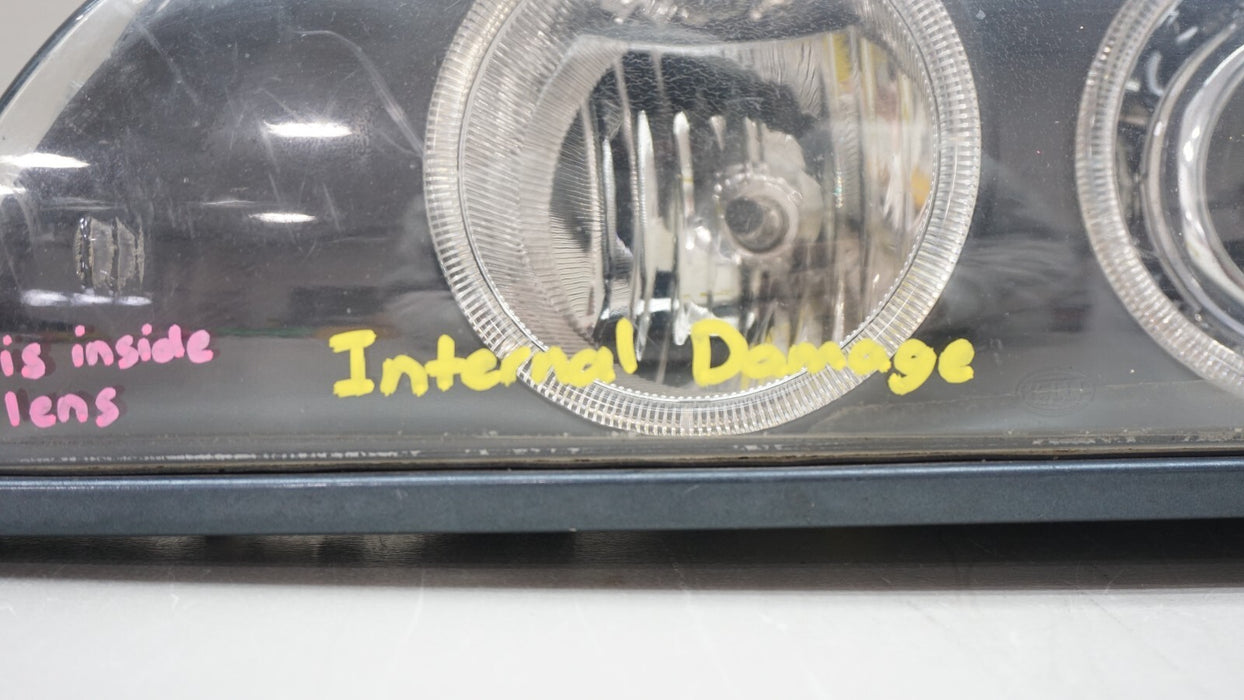 is inside
lens
Internal Damage